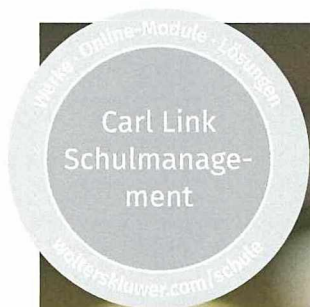 Werke · Online-Module · Lösungen
Carl Link
Schulmanage-
ment
wolterskluwer.com/schule